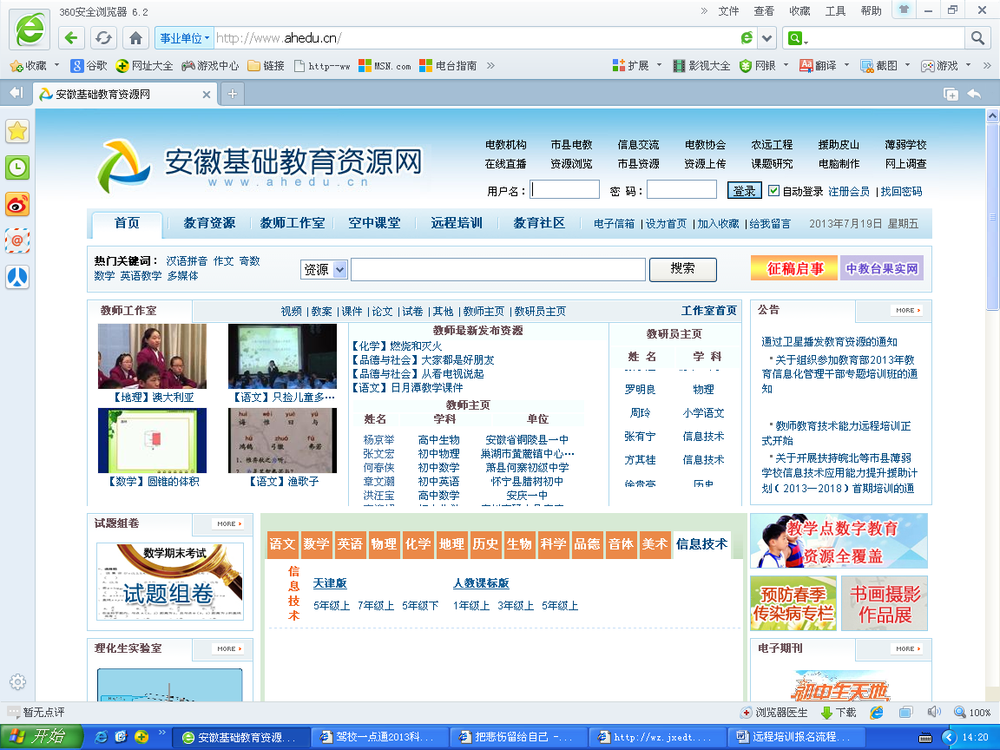 360安全浏览器 6.2
» 文件 查看 收藏 工具 帮助
事业单位 http://www.ahedu.cn/
收藏 谷歌 网址大全 游戏中心 链接 http--ww MSN.com 电台指南 » 扩展 影视大全 网银 翻译 截图 游戏 »
安徽基础教育资源网
电教机构 市县电教 信息交流 电教协会 农远工程 援助皮山 薄弱学校
安徽基础教育资源网
在线直播 资源浏览 市县资源 资源上传 课题研究 电脑制作 网上调查
www.ahedu.cn
用户名: 密 码: 登录 自动登录 注册会员 |找回密码
首页 教育资源 教师工作室 空中课堂 远程培训 教育社区 电子信箱 |设为首页 |加入收藏 |给我留言 2013年7月19日 星期五
热门关键词: 汉语拼音 作文 奇数
数学 英语教学 多媒体
资源 搜索
征稿启事 中教台果实网
教师工作室 视频 |教案 |课件 |论文 |试卷 |其他 |教师主页 |教研员主页 工作室首页
【地理】澳大利亚
【语文】只捡儿童多…
【数学】圆锥的体积
【语文】渔歌子
教师最新发布资源
【化学】燃烧和灭火
【品德与社会】大家都是好朋友
【品德与社会】从看电视说起
【语文】日月潭教学课件
教师主页
姓名 学科 单位
杨京举 高中生物 安徽省铜陵县一中
张文宏 初中物理 巢湖市黄麓镇中心…
何春侠 初中数学 萧县何寨初级中学
章文潮 初中英语 怀宁县腊树初中
洪汪宝 高中数学 安庆一中
教研员主页
姓 名 学 科
罗明良 物理
周玲 小学语文
张有宁 信息技术
方其桂 信息技术
徐贵亮 历史
公告 MORE
通过卫星播发教育资源的通知
*关于组织参加教育部2013年教
育信息化管理干部专题培训班的通
知
*教师教育技术能力远程培训正
式开始
*关于开展扶持皖北等市县薄弱
学校信息技术应用能力提升援助计
划(2013—2018)首期培训的通
试题组卷 MORE
数学期末考试
试题组卷
理化生实验室 MORE
语文 数学 英语 物理 化学 地理 历史 生物 科学 品德 音体 美术 信息技术
信息技术
天津版 人教课标版
5年级上 7年级上 5年级下 1年级上 3年级上 5年级上
教学点数字教育
资源全覆盖
预防春季
传染病专栏
书画摄影
作品展
电子期刊 MORE
初中生天地
暂无点评 浏览器医生 下载 100%
开始 » 安徽基础教育资源... 驾校一点通2013科... 把悲伤留给自己 -... http://wz.jxedt.... 远程培训报名流程... 14:20